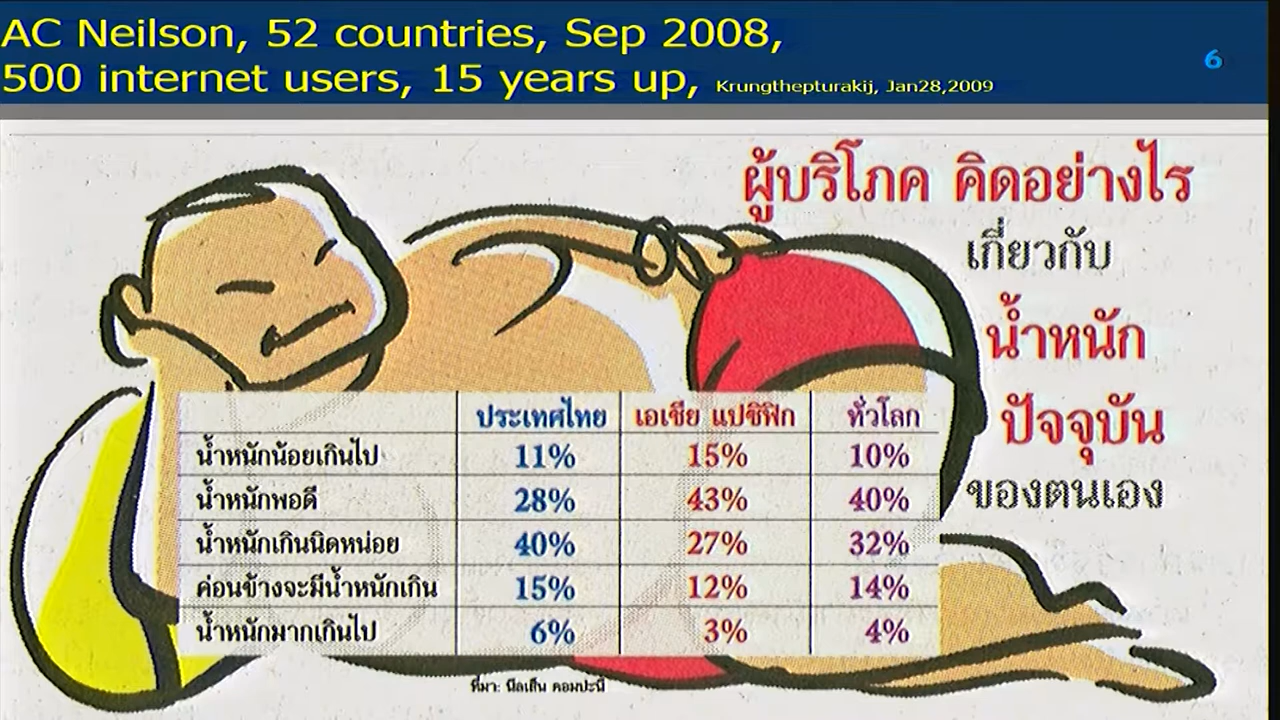 AC Neilson, 52 countries, Sep 2008,
500 internet users, 15 years up, Krungthepturakij, Jan28,2009
6
ผู้บริโภค คิดอย่างไร
เกี่ยวกับ
น้ำหนัก
ปัจจุบัน
ของตนเอง
ประเทศไทย เอเชีย แปซิฟิก ทั่วโลก
น้ำหนักน้อยเกินไป 11% 15% 10%
น้ำหนักพอดี 28% 43% 40%
น้ำหนักเกินนิดหน่อย 40% 27% 32%
ค่อนข้างจะมีน้ำหนักเกิน 15% 12% 14%
น้ำหนักมากเกินไป 6% 3% 4%
ที่มา: นีลเส็น คอมปะนี